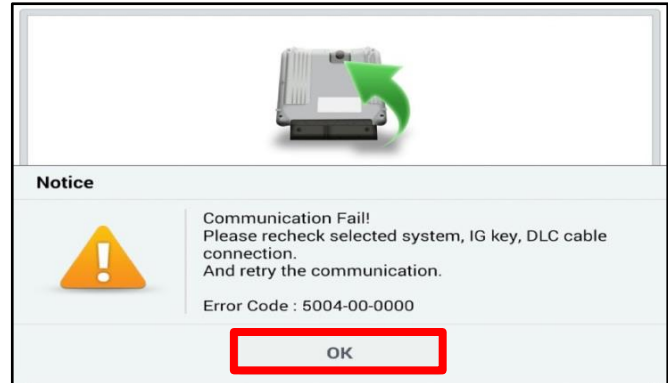 Notice
Communication Fail!
Please recheck selected system, IG key, DLC cable
connection.
And retry the communication.
Error Code : 5004-00-0000
OK